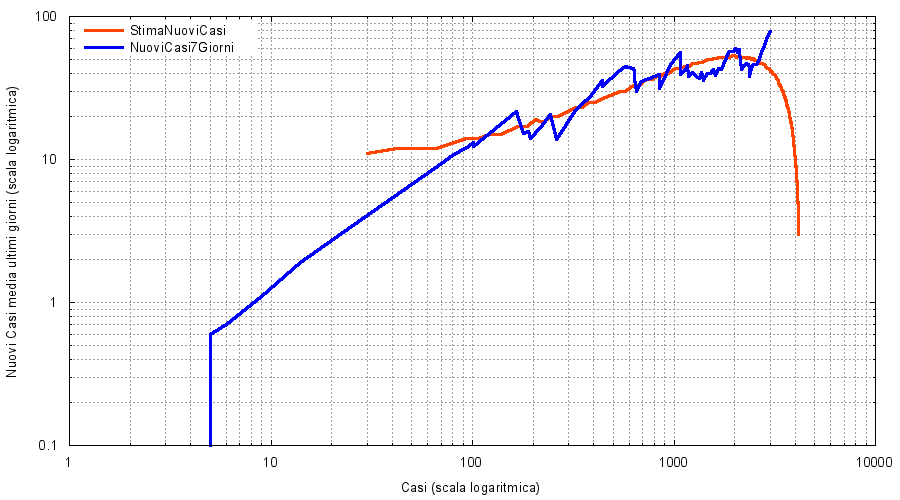 100
StimaNuoviCasi
NuoviCasi7Giorni
10
1
0.1
Nuovi Casi media ultimi giorni (scala logaritmica)
1
10
100
1000
10000
Casi (scala logaritmica)